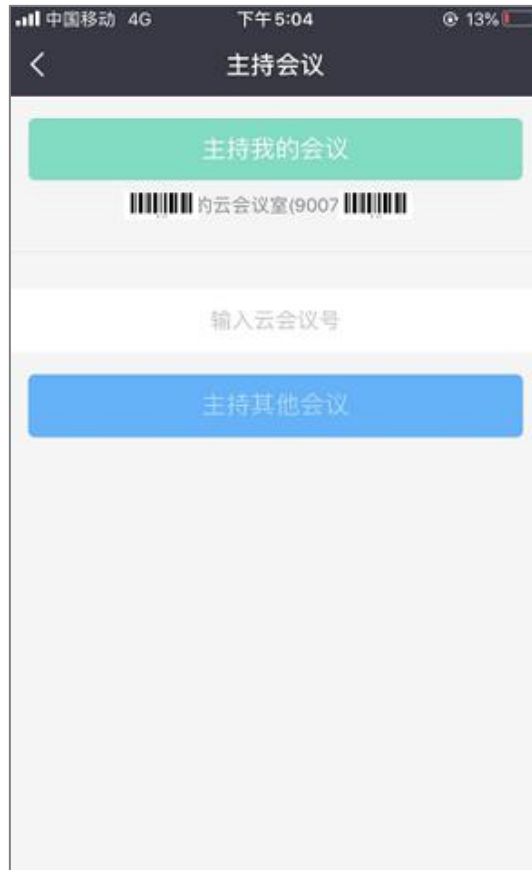 中国移动 4G 下午5:04 13%
主持会议
主持我的会议
的云会议室(9007
输入云会议号
主持其他会议